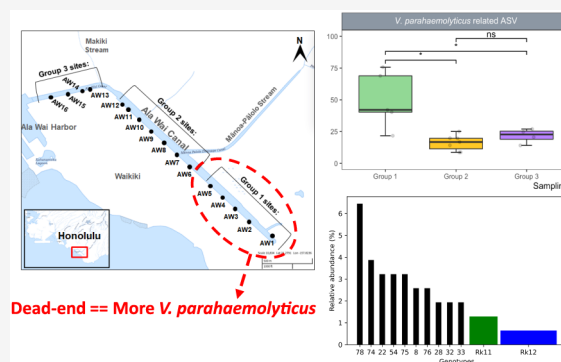 Makiki
Stream
N
Group 3 sites:
AW16
AW15
AW14
AW13
Ala Wai Harbor
AW12
AW11
AW10
AW9
AW8
AW7
AW6
Ala Wai Canal
Group 2 sites:
Mānoa-Pālolo Stream
Waikiki
Group 1 sites:
AW5
AW4
AW3
AW2
AW1
Honolulu
Dead-end == More V. parahaemolyticus
V. parahaemolyticus related ASV
ns
*
*
100
75
50
25
0
Group 1
Group 2
Group 3
Samplin
Relative abundance (%)
6
5
4
3
2
1
0
78 74 22 54 75 8 76 28 32 33 Rk11 Rk12
Genotypes